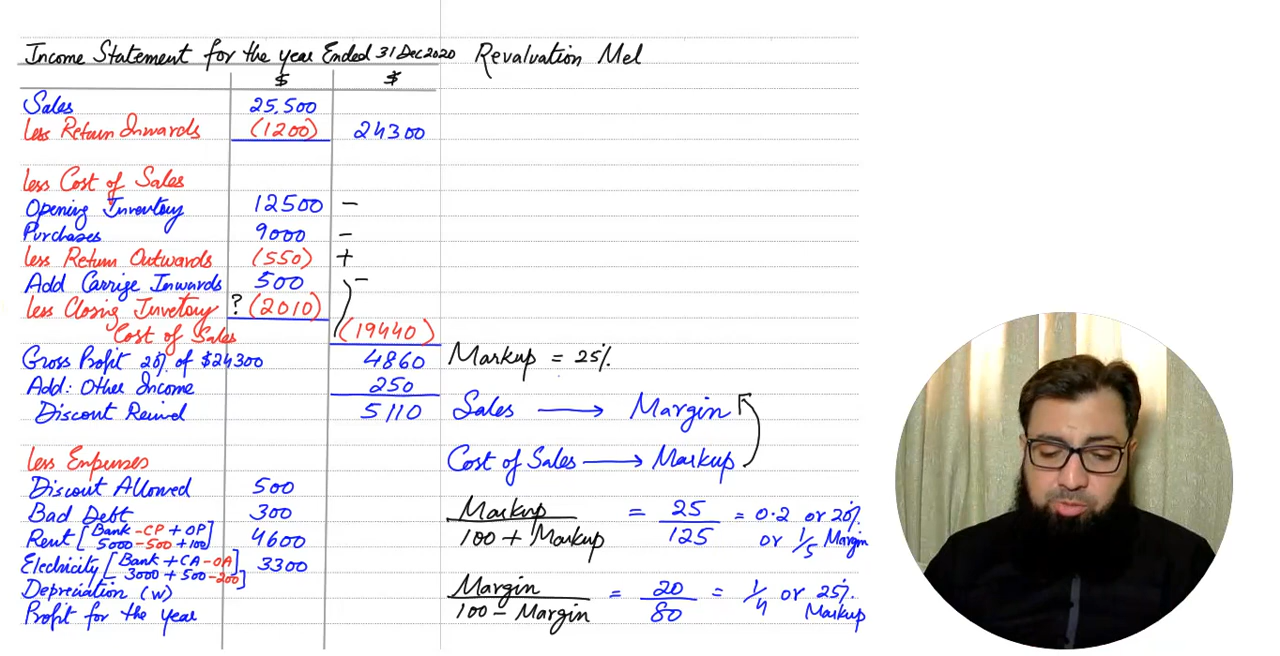 Income Statement for the year Ended 31 Dec 2020 Revaluation Mel
$ $
Sales 25,500
less Return Inwards (1200) 24300
less Cost of Sales
Opening Inventory 12500 -
Purchases 9000 -
less Return Outwards (550) +
Add Carrige Inwards 500 -
less Closing Invetory ? (2010)
Cost of Sales (19440)
Gross Profit 20% of $24300 4860 Markup = 25%
Add: Other Income 250
Discout Reived 5110 Sales → Margin
Cost of Sales → Markup
less Expenses
Discout Allowed 500
Bad Debt 300
Rent [Bank - CP + OP 5000 - 500 + 100] 4600
Electricity [Bank + CA - OA 3000 + 500 - 200] 3300
Depreciation (w)
Profit for the year
Markup / 100 + Markup = 25 / 125 = 0.2 or 20%
or 1/5 Margin
Margin / 100 - Margin = 20 / 80 = 1/4 or 25%
Markup